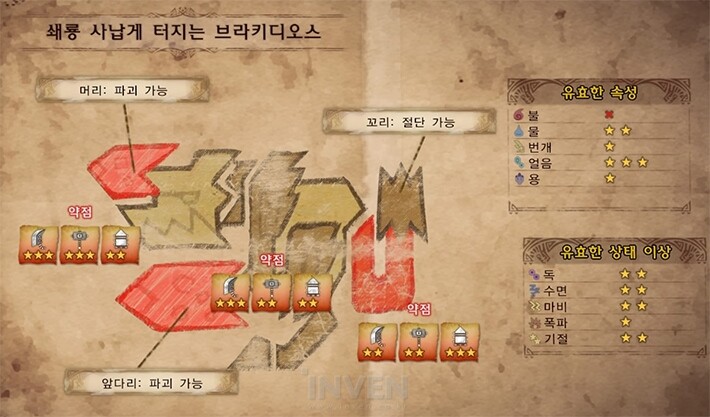 쇄룡 사납게 터지는 브라키디오스
머리: 파괴 가능
꼬리: 절단 가능
약점
약점
약점
앞다리: 파괴 가능
유효한 속성
불
물
번개
얼음
용
유효한 상태 이상
독
수면
마비
폭파
기절
INVEN